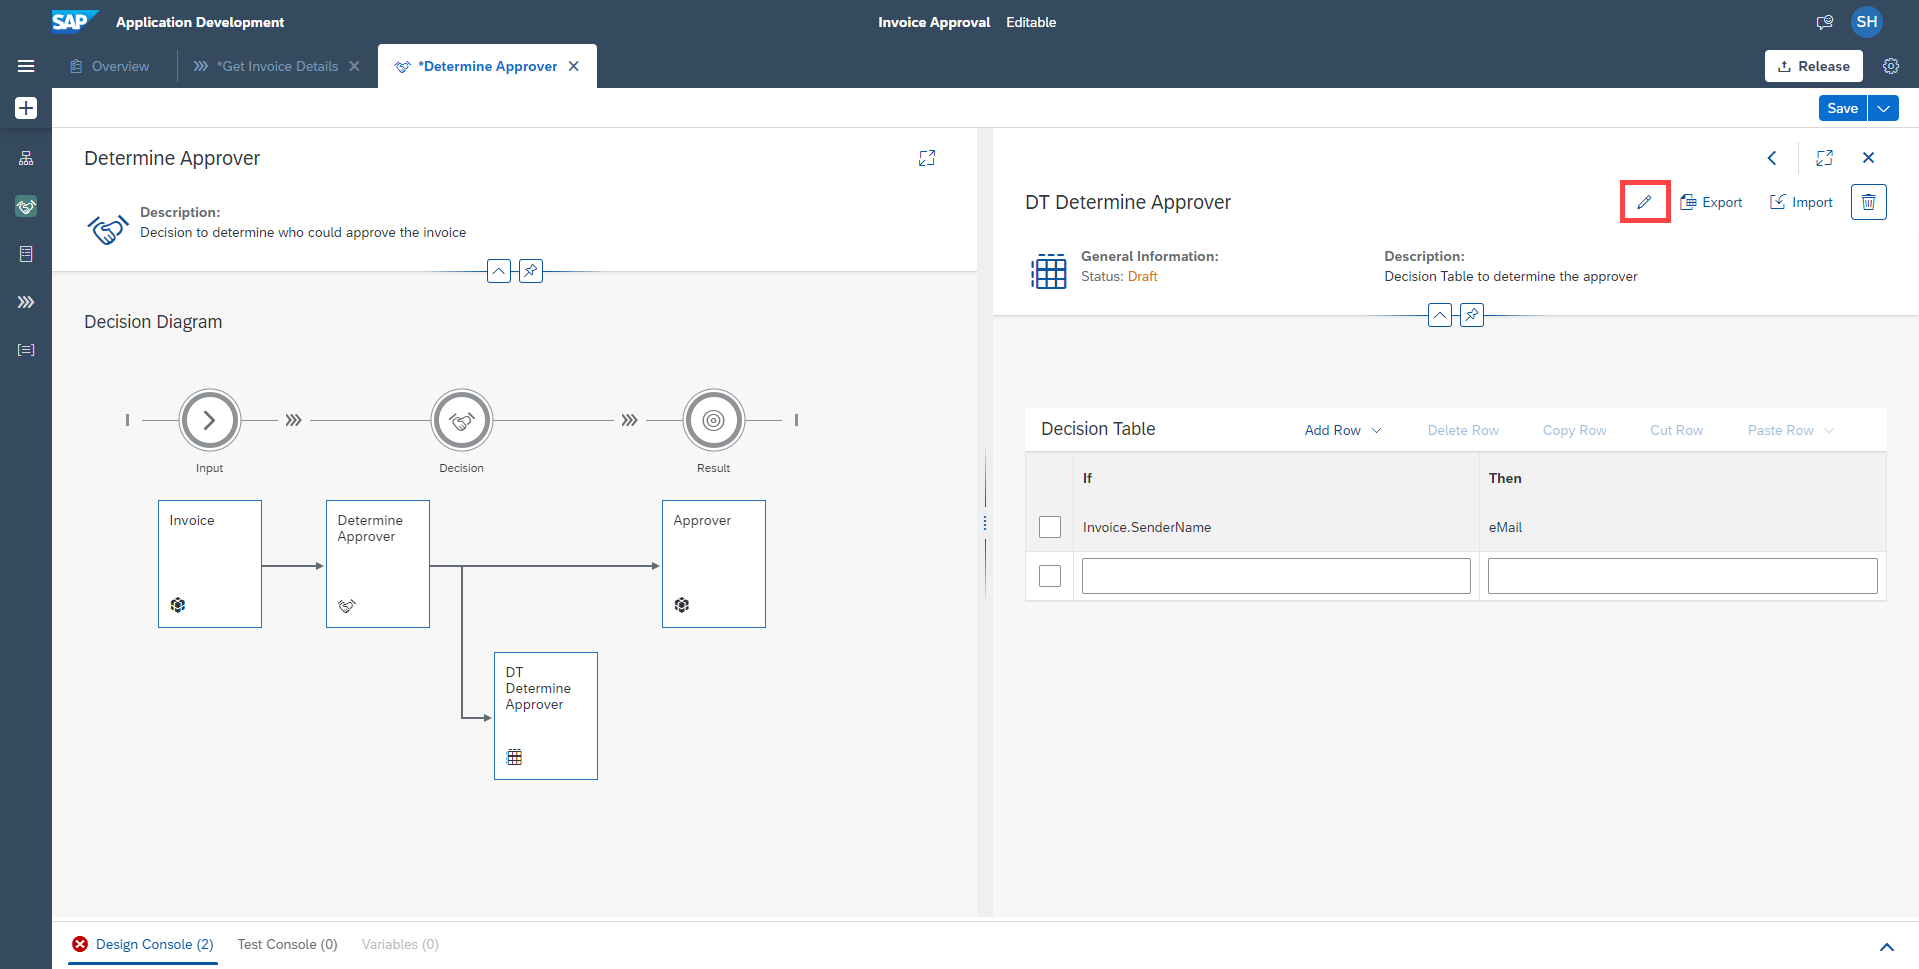 SAP Application Development
Invoice Approval Editable
SH
Overview
*Get Invoice Details
*Determine Approver
Release
Save
Determine Approver
Description:
Decision to determine who could approve the invoice
Decision Diagram
Input
Decision
Result
Invoice
Determine
Approver
Approver
DT
Determine
Approver
DT Determine Approver
Export
Import
General Information:
Status: Draft
Description:
Decision Table to determine the approver
Decision Table
Add Row
Delete Row
Copy Row
Cut Row
Paste Row
If
Then
Invoice.SenderName
eMail
Design Console (2)
Test Console (0)
Variables (0)